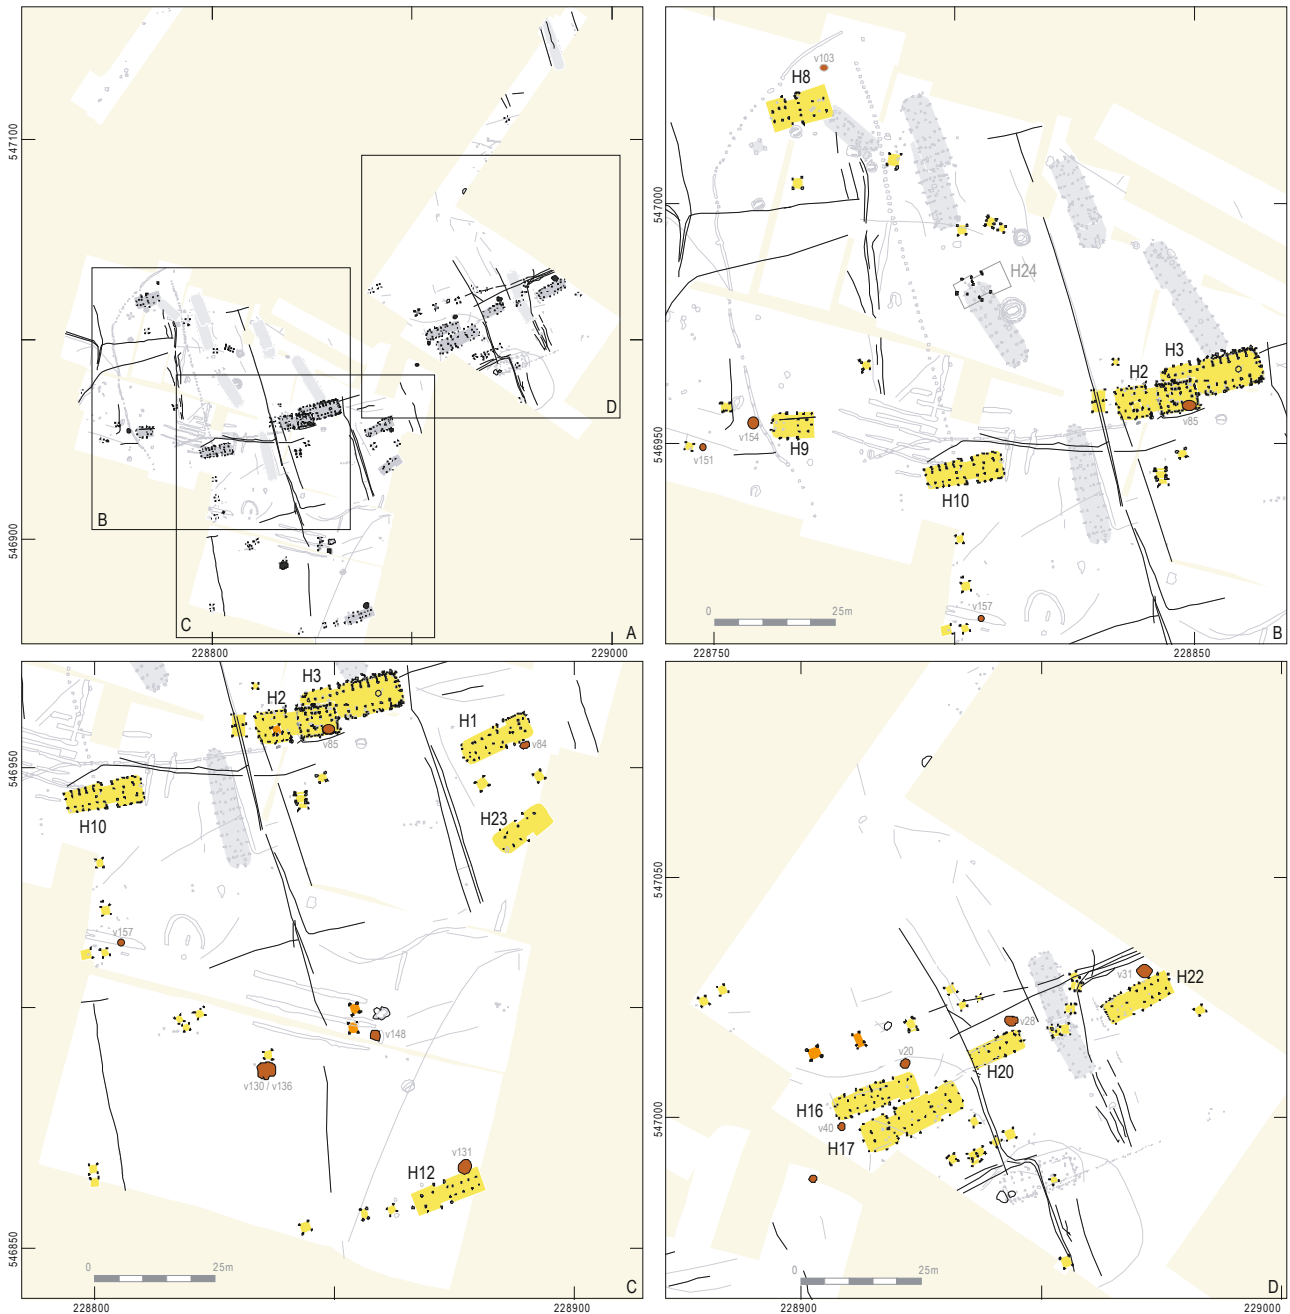 547100
546900
228800
229000
B
C
D
A
v103
H8
547000
H24
H3
H2
v85
v154
H9
v151
546950
H10
v157
0
25m
228750
228850
B
H3
H2
H1
v85
v84
546950
H10
H23
v157
v148
v130 / v136
v131
H12
546850
0
25m
C
228800
228900
547050
v31
H22
v28
v20
H20
H16
v40
H17
547000
0
25m
D
228900
229000